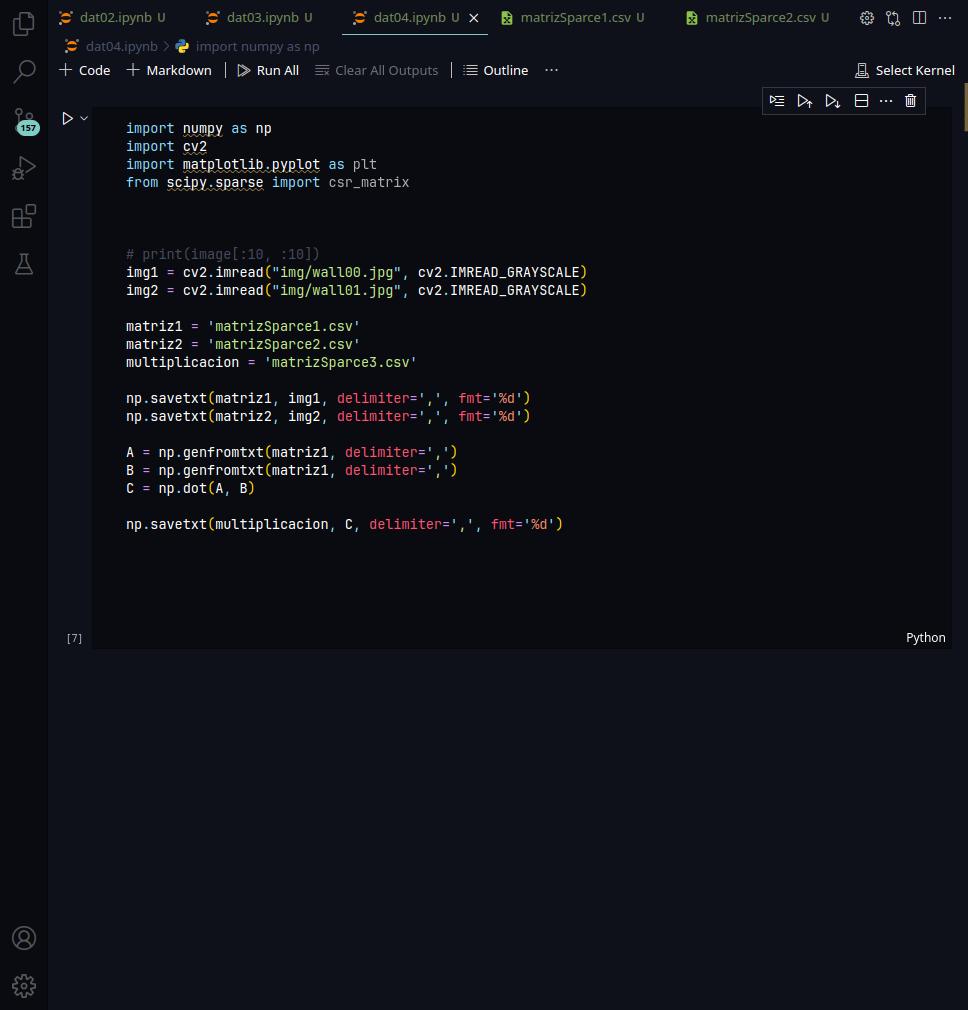 dat02.ipynb U dat03.ipynb U dat04.ipynb U matrizSparce1.csv U matrizSparce2.csv U
dat04.ipynb > import numpy as np
+ Code + Markdown Run All Clear All Outputs Outline ... Select Kernel
157
import numpy as np
import cv2
import matplotlib.pyplot as plt
from scipy.sparse import csr_matrix
# print(image[:10, :10])
img1 = cv2.imread("img/wall00.jpg", cv2.IMREAD_GRAYSCALE)
img2 = cv2.imread("img/wall01.jpg", cv2.IMREAD_GRAYSCALE)
matriz1 = 'matrizSparce1.csv'
matriz2 = 'matrizSparce2.csv'
multiplicacion = 'matrizSparce3.csv'
np.savetxt(matriz1, img1, delimiter=',', fmt='%d')
np.savetxt(matriz2, img2, delimiter=',', fmt='%d')
A = np.genfromtxt(matriz1, delimiter=',')
B = np.genfromtxt(matriz1, delimiter=',')
C = np.dot(A, B)
np.savetxt(multiplicacion, C, delimiter=',', fmt='%d')
[7] Python